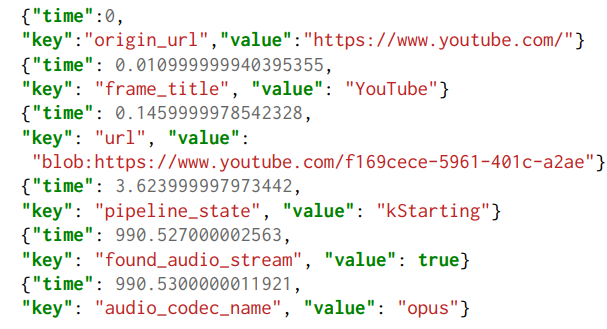 {"time":0,
"key":"origin_url","value":"https://www.youtube.com/"}
{"time": 0.010999999940395355,
"key": "frame_title", "value": "YouTube"}
{"time": 0.1459999978542328,
"key": "url", "value":
"blob:https://www.youtube.com/f169cece-5961-401c-a2ae"}
{"time": 3.623999997973442,
"key": "pipeline_state", "value": "kStarting"}
{"time": 990.527000002563,
"key": "found_audio_stream", "value": true}
{"time": 990.5300000011921,
"key": "audio_codec_name", "value": "opus"}